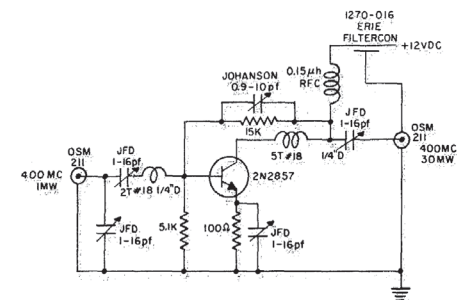 1270-016
ERIE
FILTERCON
+12VDC
JOHANSON
0.9-10pf
0.15µh
RFC
15K
JFD
1-16pf
5T#18
1/4"D
OSM
211
400MC
30MW
OSM
211
400MC
1MW
JFD
1-16pf
2T#18 1/4"D
2N2857
JFD
1-16pf
5.1K
100Ω
JFD
1-16pf